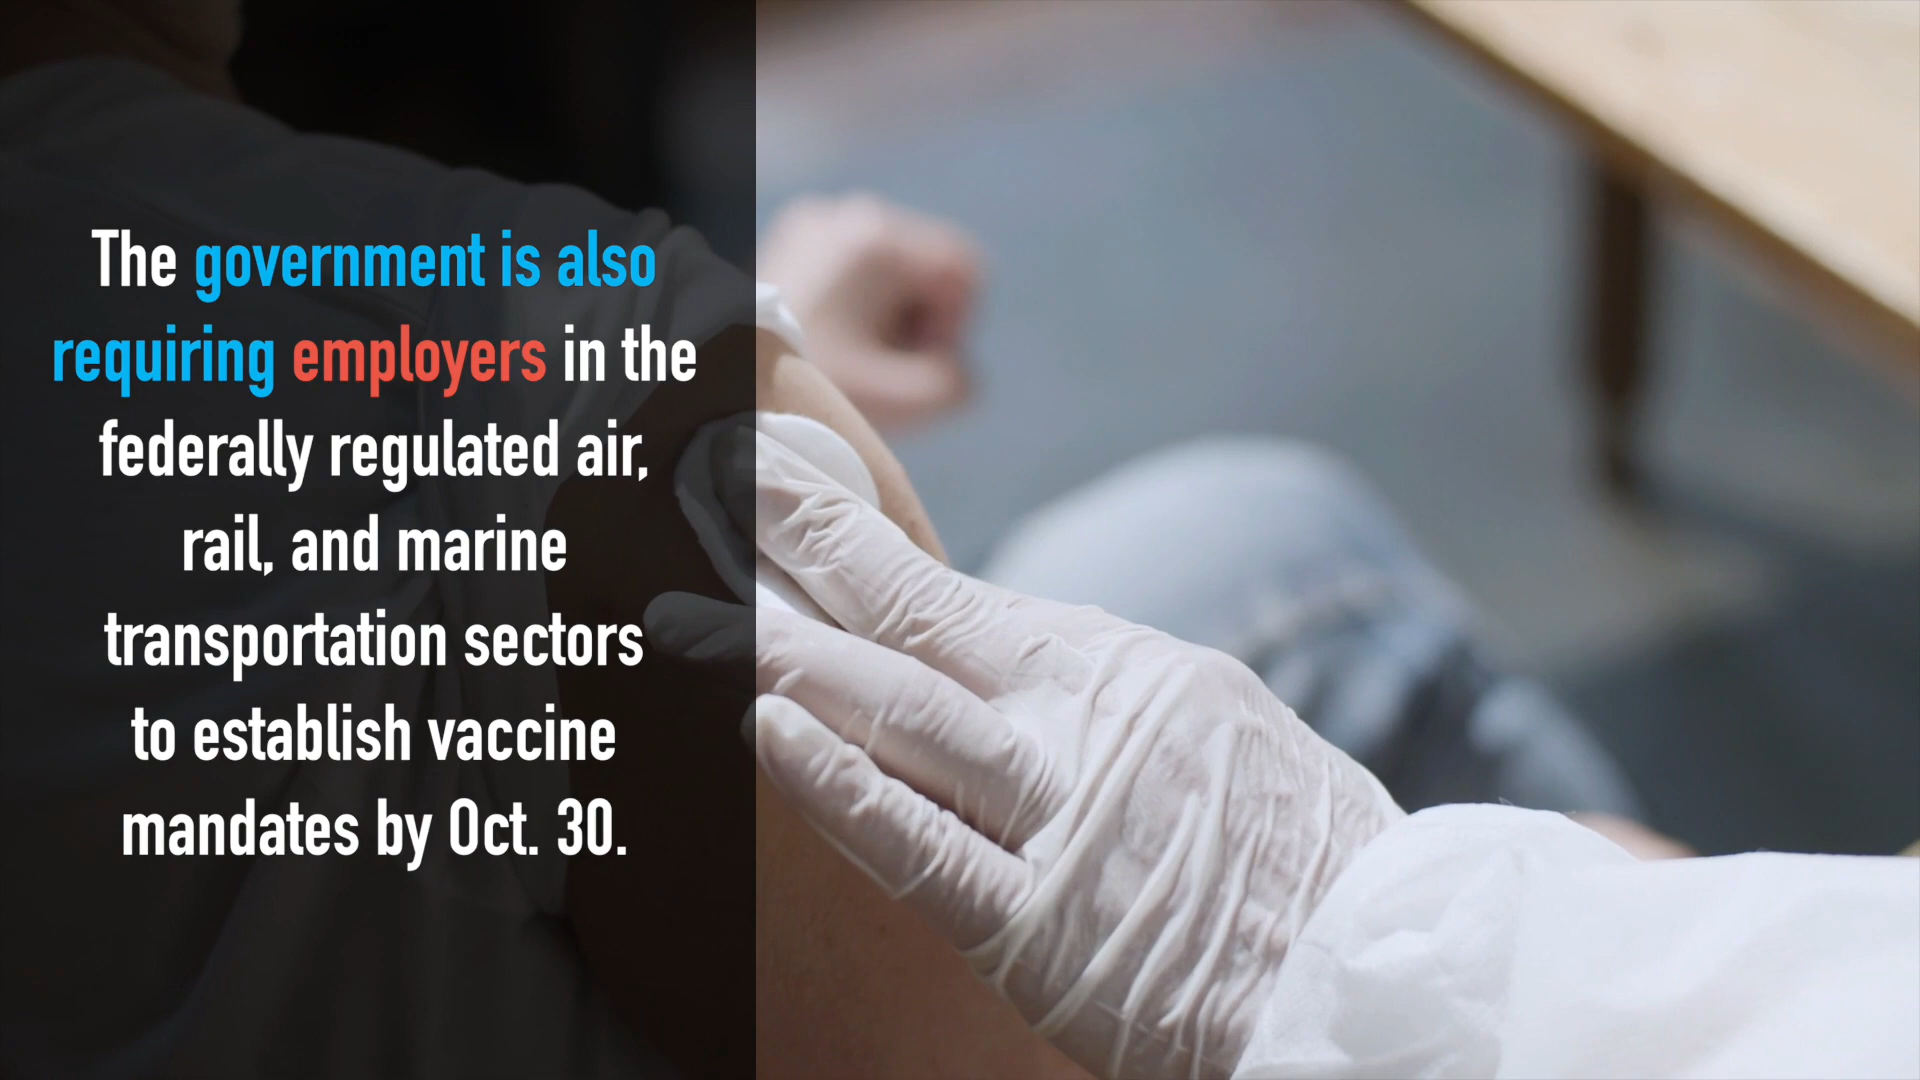 The government is also
requiring employers in the
federally regulated air,
rail, and marine
transportation sectors
to establish vaccine
mandates by Oct. 30.